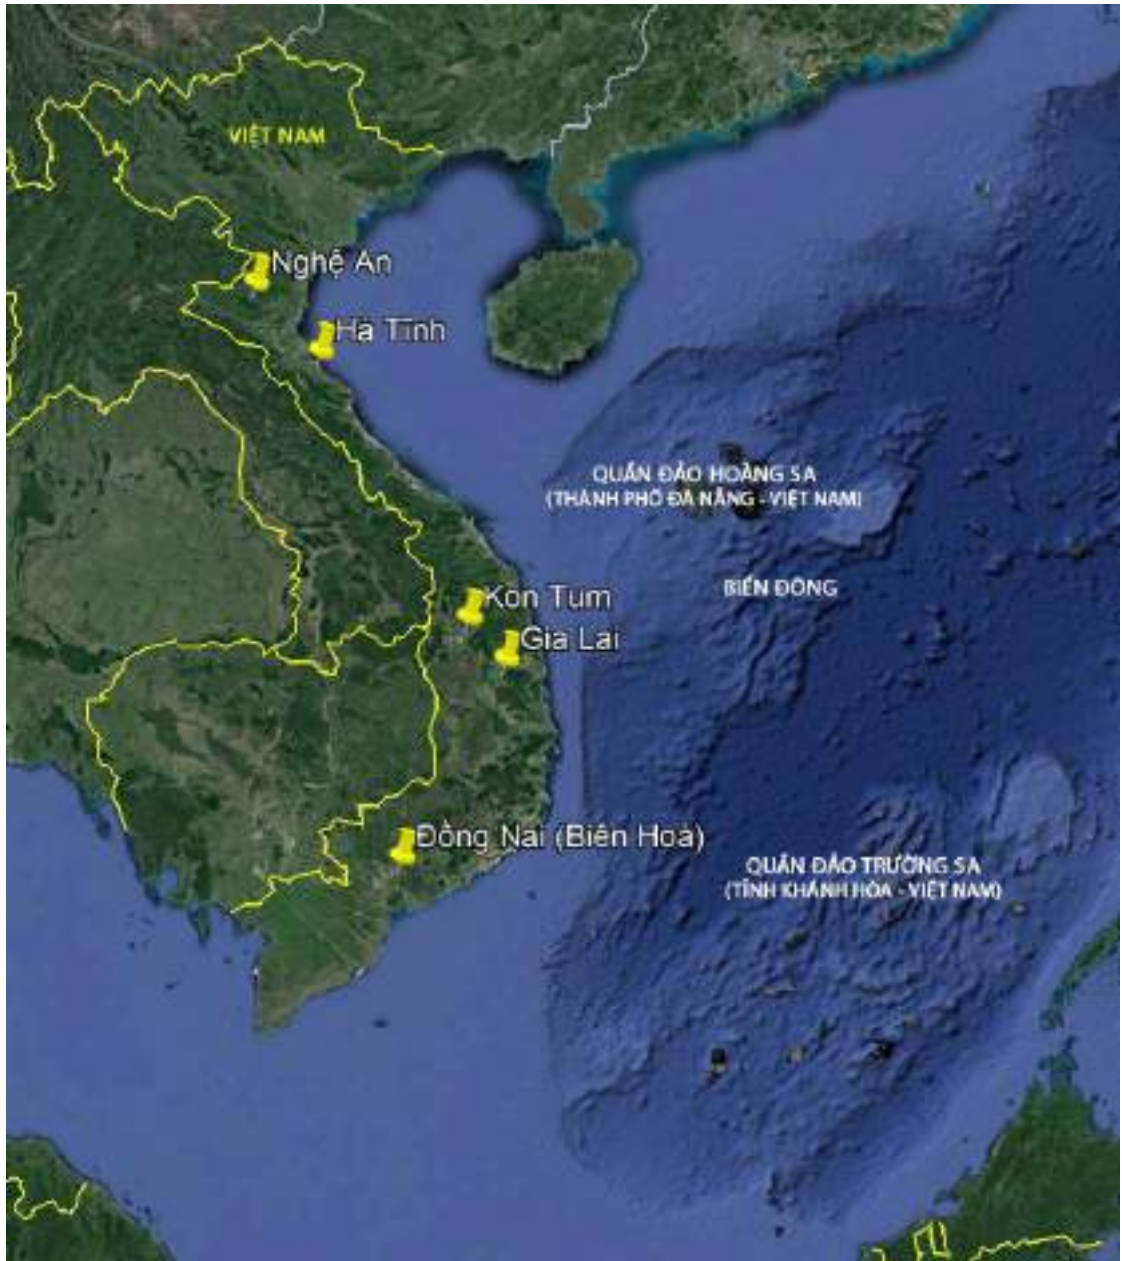 VIỆT NAM
Nghệ An
Hà Tĩnh
QUẦN ĐẢO HOÀNG SA
(THÀNH PHỐ ĐÀ NẴNG - VIỆT NAM)
BIỂN ĐÔNG
Kon Tum
Gia Lai
Đồng Nai (Biên Hoà)
QUẦN ĐẢO TRƯỜNG SA
(TỈNH KHÁNH HÒA - VIỆT NAM)